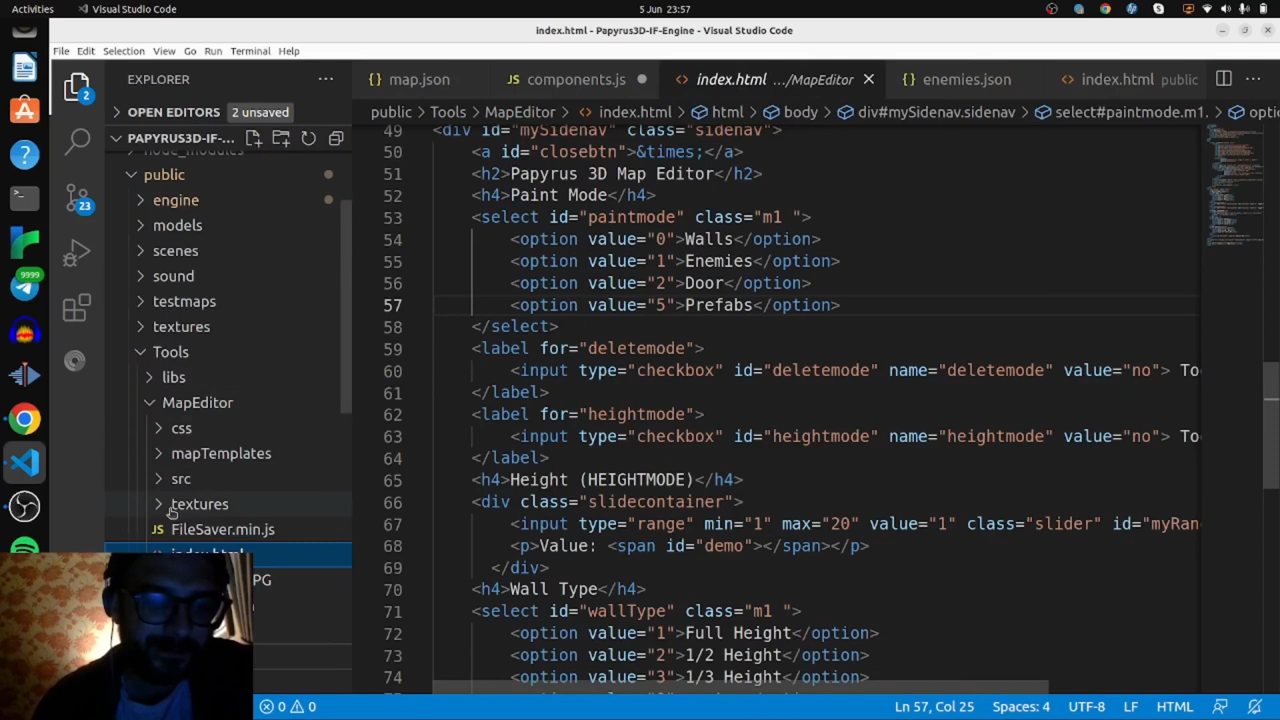 Activities
Visual Studio Code
5 Jun 23:57
index.html - Papyrus3D-IF-Engine - Visual Studio Code
File Edit Selection View Go Run Terminal Help
EXPLORER
map.json
components.js
index.html .../MapEditor
enemies.json
index.html public
OPEN EDITORS 2 unsaved
public > Tools > MapEditor > index.html > html > body > div#mySidenav.sidenav > select#paintmode.m1.
PAPYRUS3D-IF-...
node_modules
public
engine
models
scenes
sound
testmaps
textures
Tools
libs
MapEditor
css
mapTemplates
src
textures
FileSaver.min.js
index.html
PG
2
23
9999
49 <div id="mySidenav" class="sidenav">
50 <a id="closebtn">&times;</a>
51 <h2>Papyrus 3D Map Editor</h2>
52 <h4>Paint Mode</h4>
53 <select id="paintmode" class="m1 ">
54 <option value="0">Walls</option>
55 <option value="1">Enemies</option>
56 <option value="2">Door</option>
57 <option value="5">Prefabs</option>
58 </select>
59 <label for="deletemode">
60 <input type="checkbox" id="deletemode" name="deletemode" value="no"> To
61 </label>
62 <label for="heightmode">
63 <input type="checkbox" id="heightmode" name="heightmode" value="no"> To
64 </label>
65 <h4>Height (HEIGHTMODE)</h4>
66 <div class="slidecontainer">
67 <input type="range" min="1" max="20" value="1" class="slider" id="myRan
68 <p>Value: <span id="demo"></span></p>
69 </div>
70 <h4>Wall Type</h4>
71 <select id="wallType" class="m1 ">
72 <option value="1">Full Height</option>
73 <option value="2">1/2 Height</option>
74 <option value="3">1/3 Height</option>
0 0
Ln 57, Col 25
Spaces: 4
UTF-8
LF
HTML